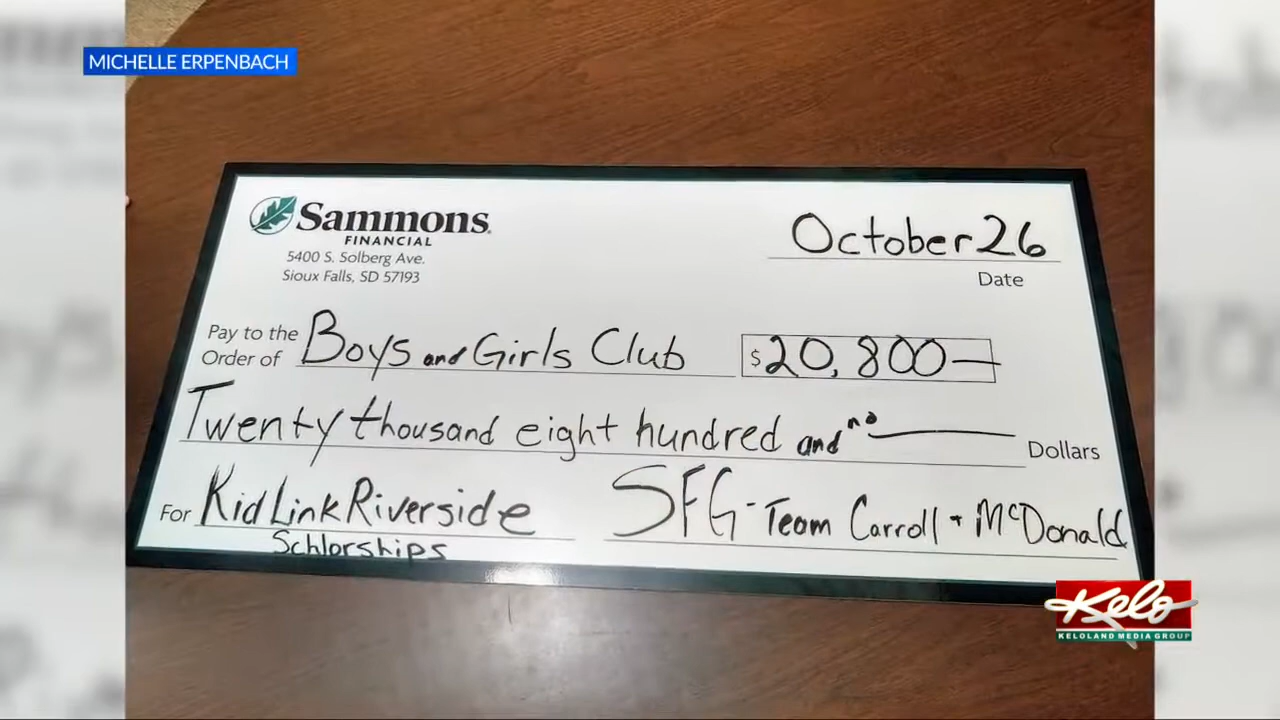 MICHELLE ERPENBACH
Sammons
FINANCIAL
5400 S. Solberg Ave.
Sioux Falls, SD 57193
October 26
Date
Pay to the
Order of Boys and Girls Club $20,800—
Twenty thousand eight hundred and no Dollars
For KidLink Riverside
Schlorships
SFG-Team Carroll + McDonald
Kelo
KELOLAND MEDIA GROUP